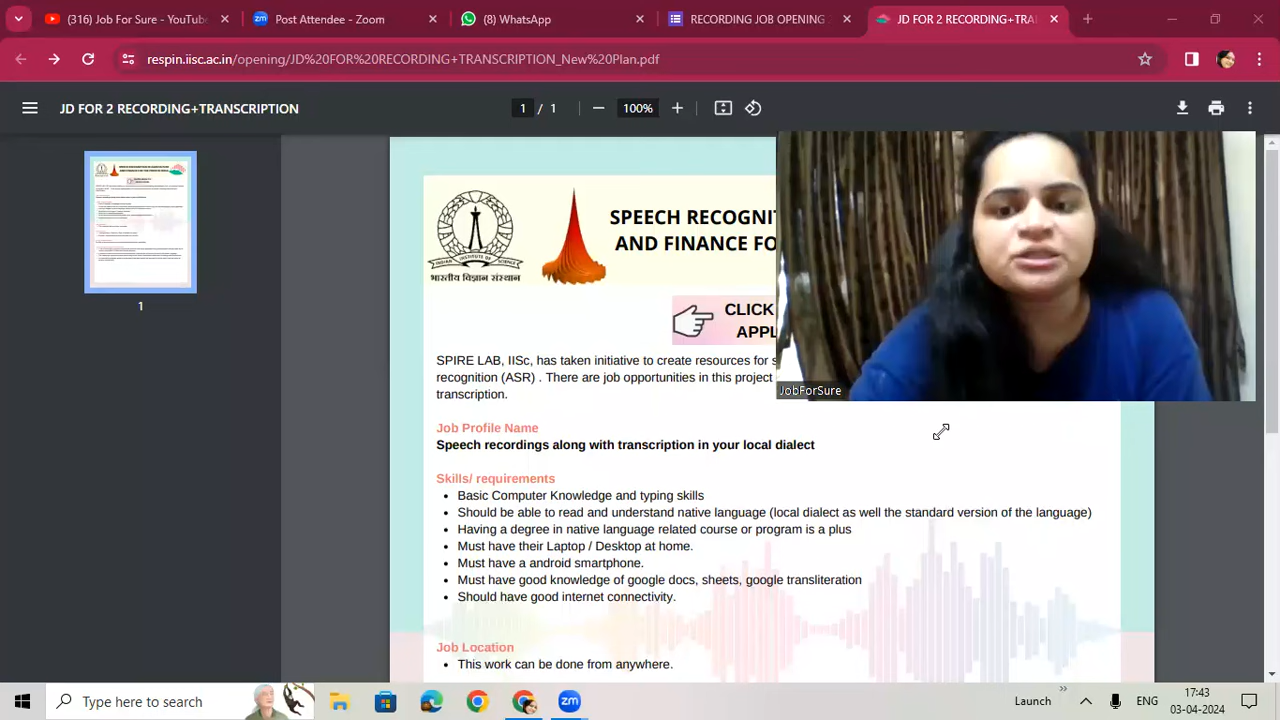 (316) Job For Sure - YouTube
Post Attendee - Zoom
(8) WhatsApp
RECORDING JOB OPENING
JD FOR 2 RECORDING+TRA
respin.iisc.ac.in/opening/JD%20FOR%20RECORDING+TRANSCRIPTION_New%20Plan.pdf
JD FOR 2 RECORDING+TRANSCRIPTION
1 / 1
100%
SPEECH RECOGNIT
AND FINANCE FO
INDIAN INSTITUTE OF SCIENCE
भारतीय विज्ञान संस्थान
CLICK
APPL
1
SPIRE LAB, IISc, has taken initiative to create resources for s
recognition (ASR) . There are job opportunities in this project
transcription.
JobForSure
Job Profile Name
Speech recordings along with transcription in your local dialect
Skills/ requirements
• Basic Computer Knowledge and typing skills
• Should be able to read and understand native language (local dialect as well the standard version of the language)
• Having a degree in native language related course or program is a plus
• Must have their Laptop / Desktop at home.
• Must have a android smartphone.
• Must have good knowledge of google docs, sheets, google transliteration
• Should have good internet connectivity.
Job Location
• This work can be done from anywhere.
Type here to search
Launch
ENG
17:43
03-04-2024